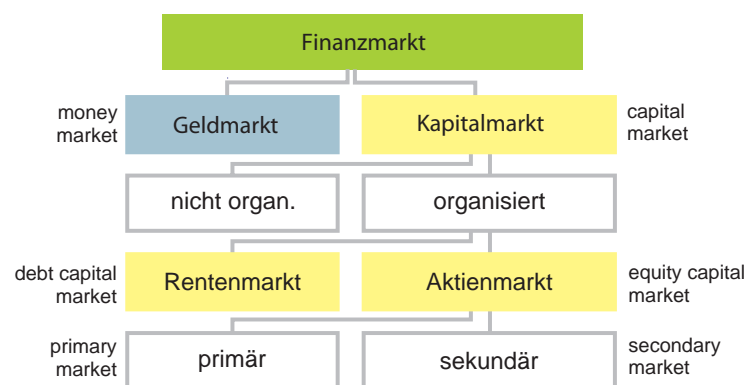 Finanzmarkt
money
market
Geldmarkt
Kapitalmarkt
capital
market
nicht organ.
organisiert
debt capital
market
Rentenmarkt
Aktienmarkt
equity capital
market
primary
market
primär
sekundär
secondary
market